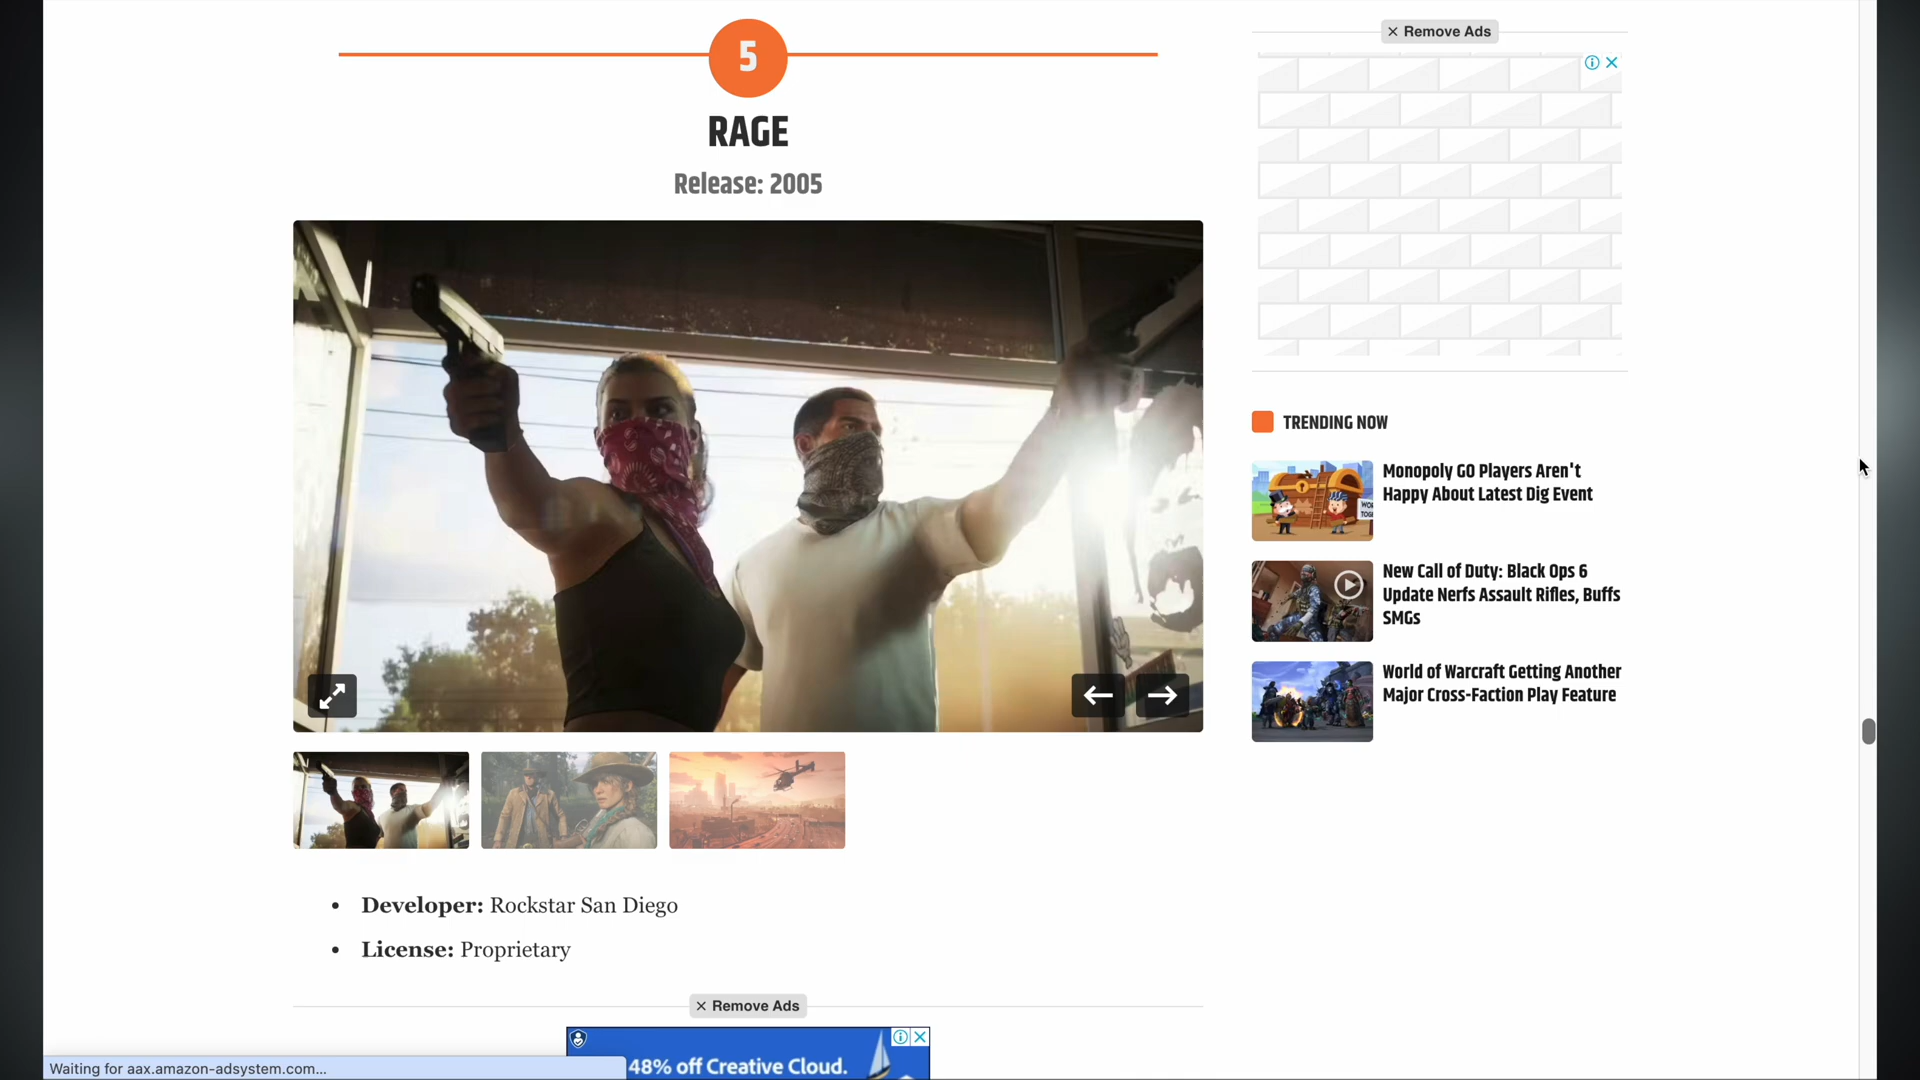 5
RAGE
Release: 2005
Developer: Rockstar San Diego
License: Proprietary
× Remove Ads
48% off Creative Cloud.
Waiting for aax.amazon-adsystem.com...
× Remove Ads
TRENDING NOW
Monopoly GO Players Aren't
Happy About Latest Dig Event
New Call of Duty: Black Ops 6
Update Nerfs Assault Rifles, Buffs
SMGs
World of Warcraft Getting Another
Major Cross-Faction Play Feature